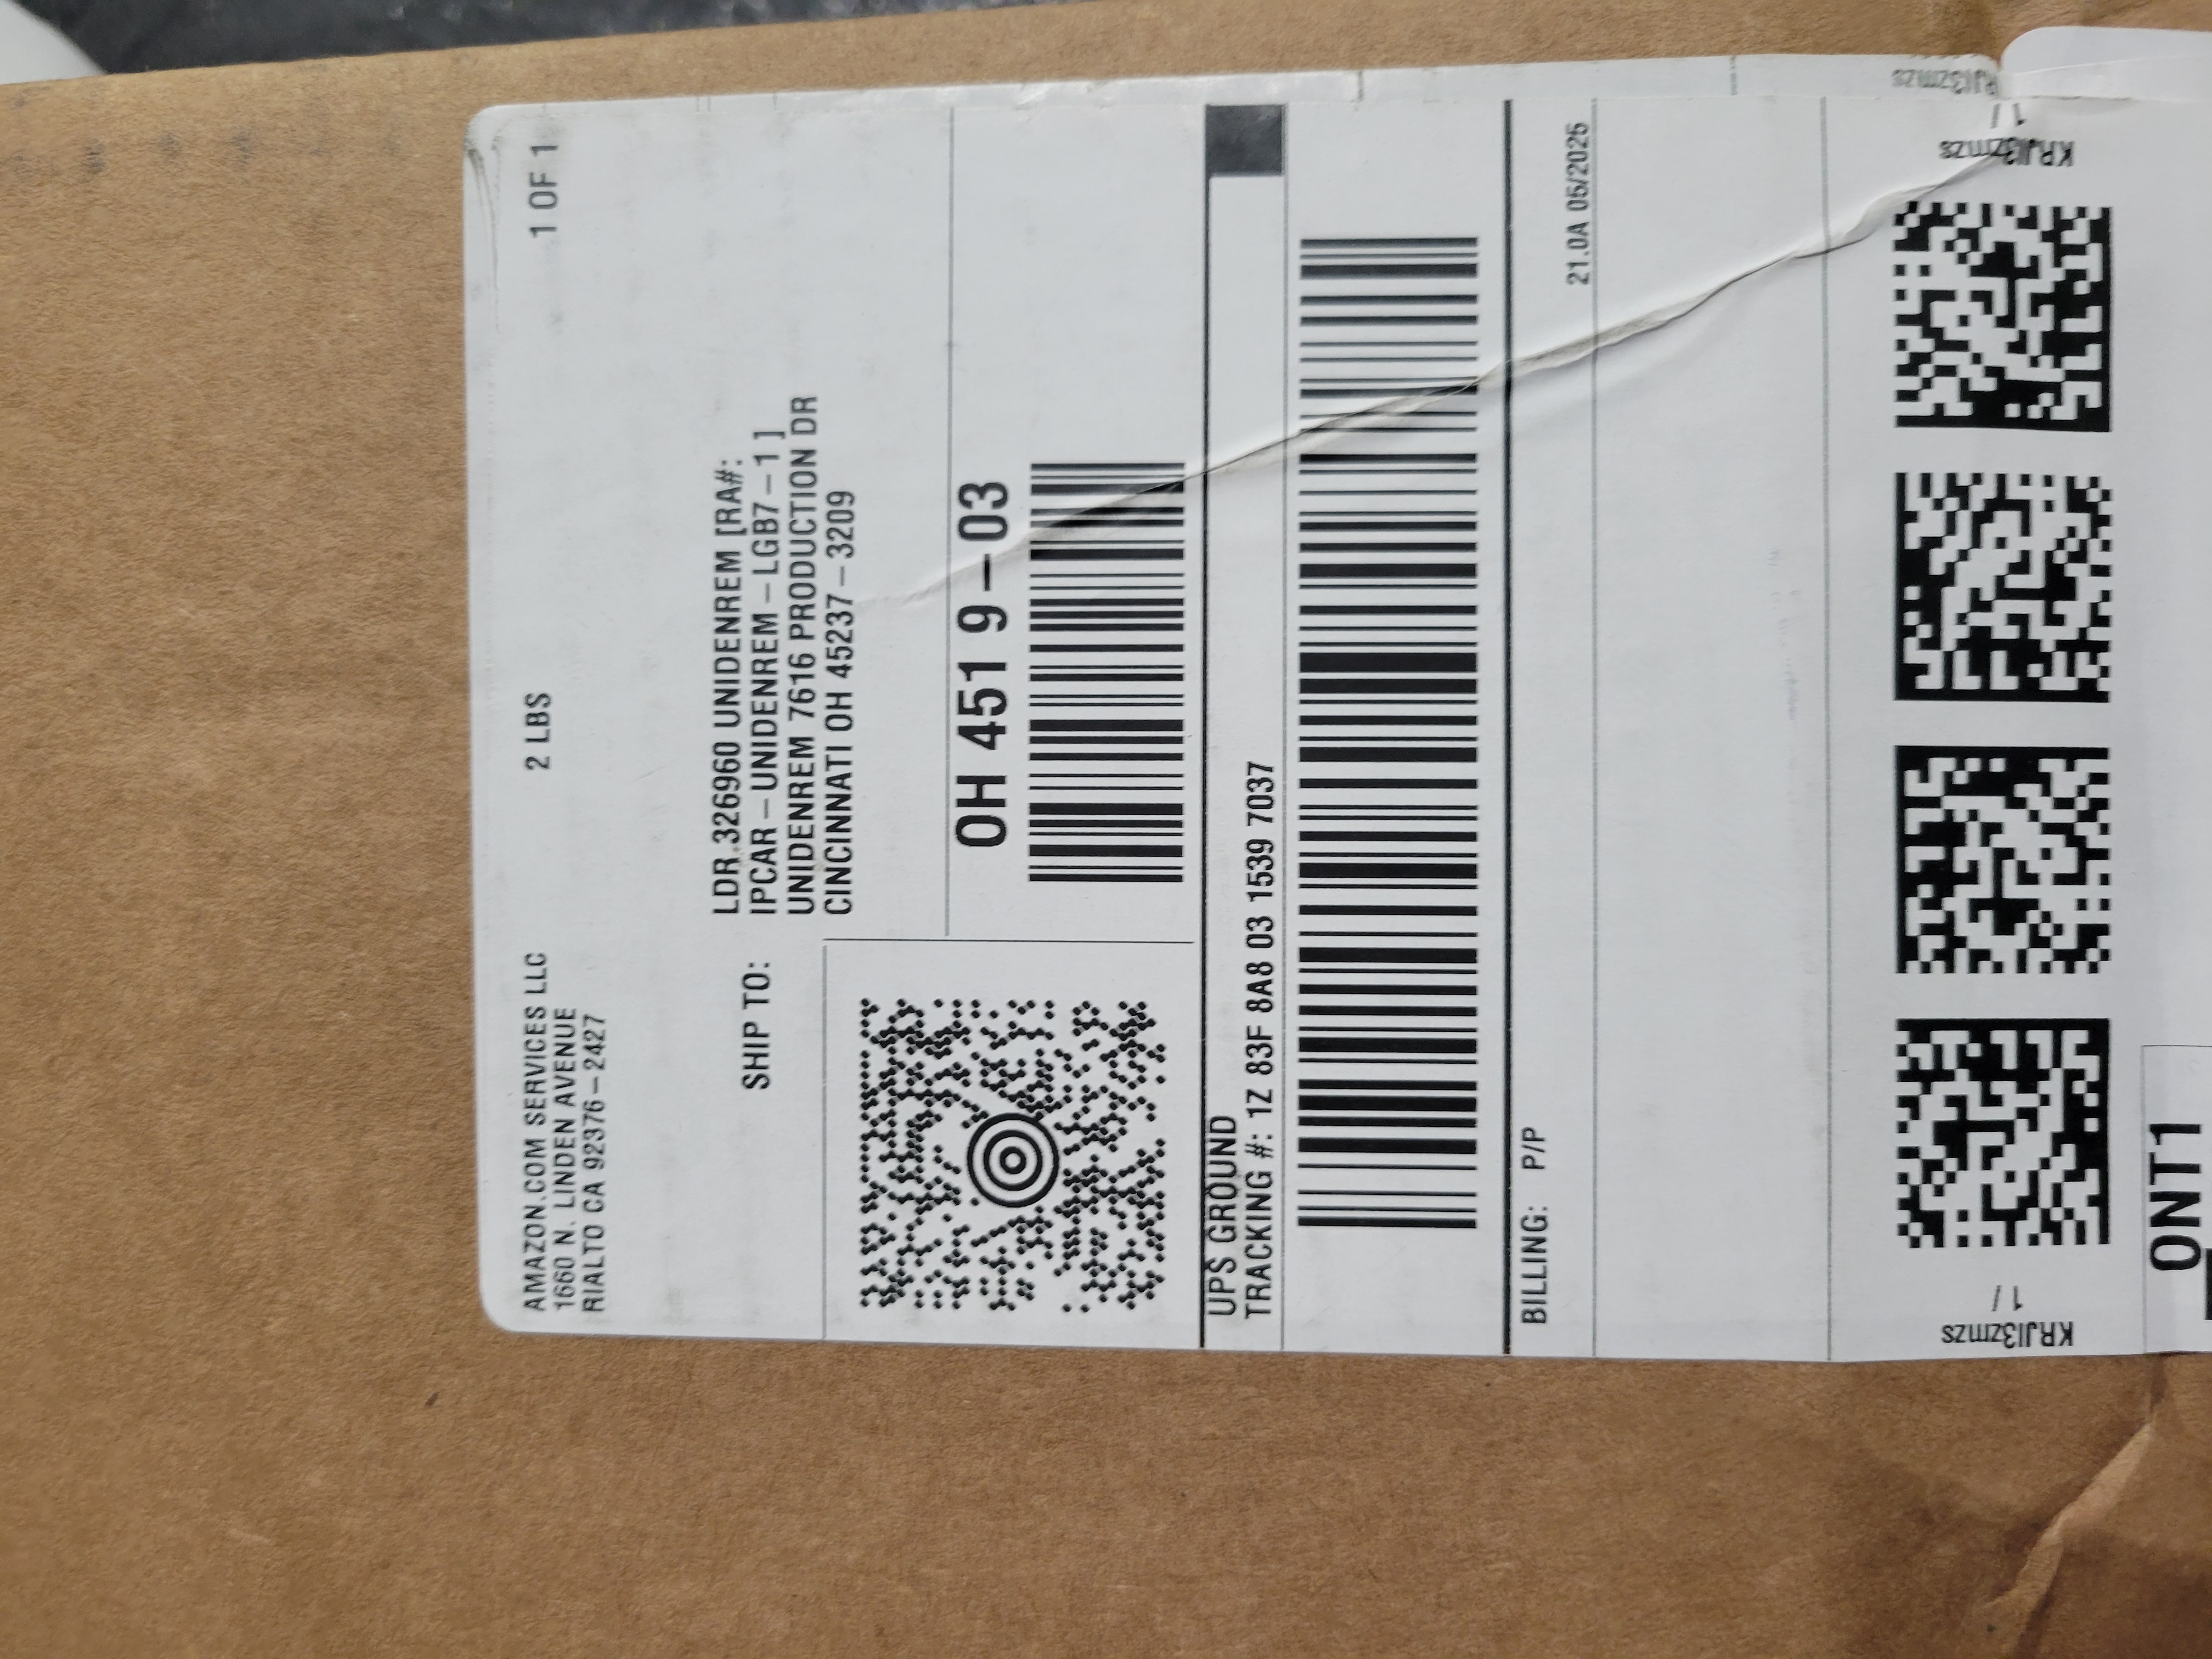 AMAZON.COM SERVICES LLC
1660 N. LINDEN AVENUE
RIALTO CA 92376-2427
2 LBS
1 OF 1
SHIP TO:
LDR.326960 UNIDENREM [RA#:
IPCAR-UNIDENREM-LGB7-1 ]
UNIDENREM 7616 PRODUCTION DR
CINCINNATI OH 45237-3209
OH 451 9-03
UPS GROUND
TRACKING #: 1Z 83F 8A8 03 1539 7037
BILLING: P/P
21.0A 05/2025
KRJI3zmzs
1 /
KRJI3zmzs
1 /
KRJI3zmzs
ONT1